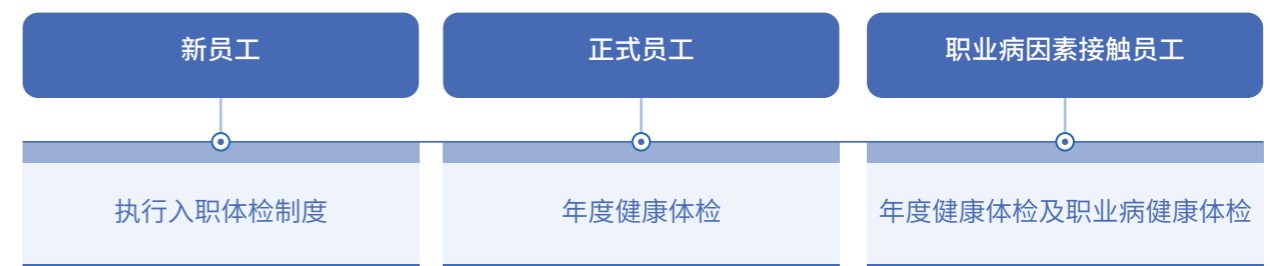 新员工
正式员工
职业病因素接触员工
执行入职体检制度
年度健康体检
年度健康体检及职业病健康体检